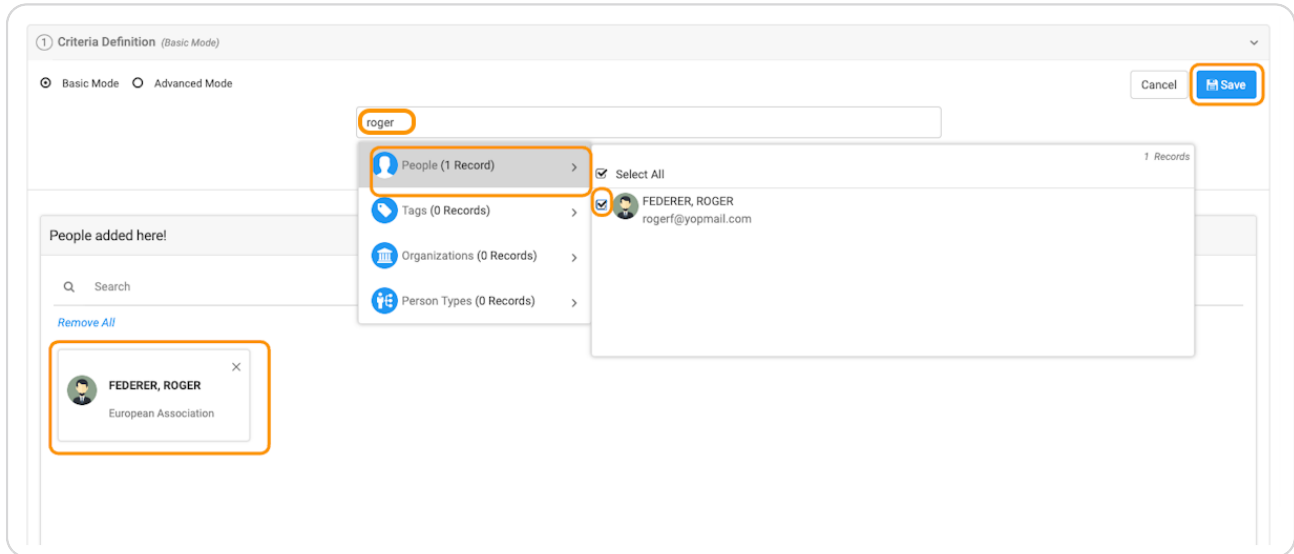 1 Criteria Definition (Basic Mode)
Basic Mode Advanced Mode
Cancel Save
roger
People (1 Record)
1 Records
Select All
FEDERER, ROGER
rogerf@yopmail.com
Tags (0 Records)
Organizations (0 Records)
Person Types (0 Records)
People added here!
Search
Remove All
FEDERER, ROGER
European Association